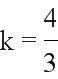 k = 4/3